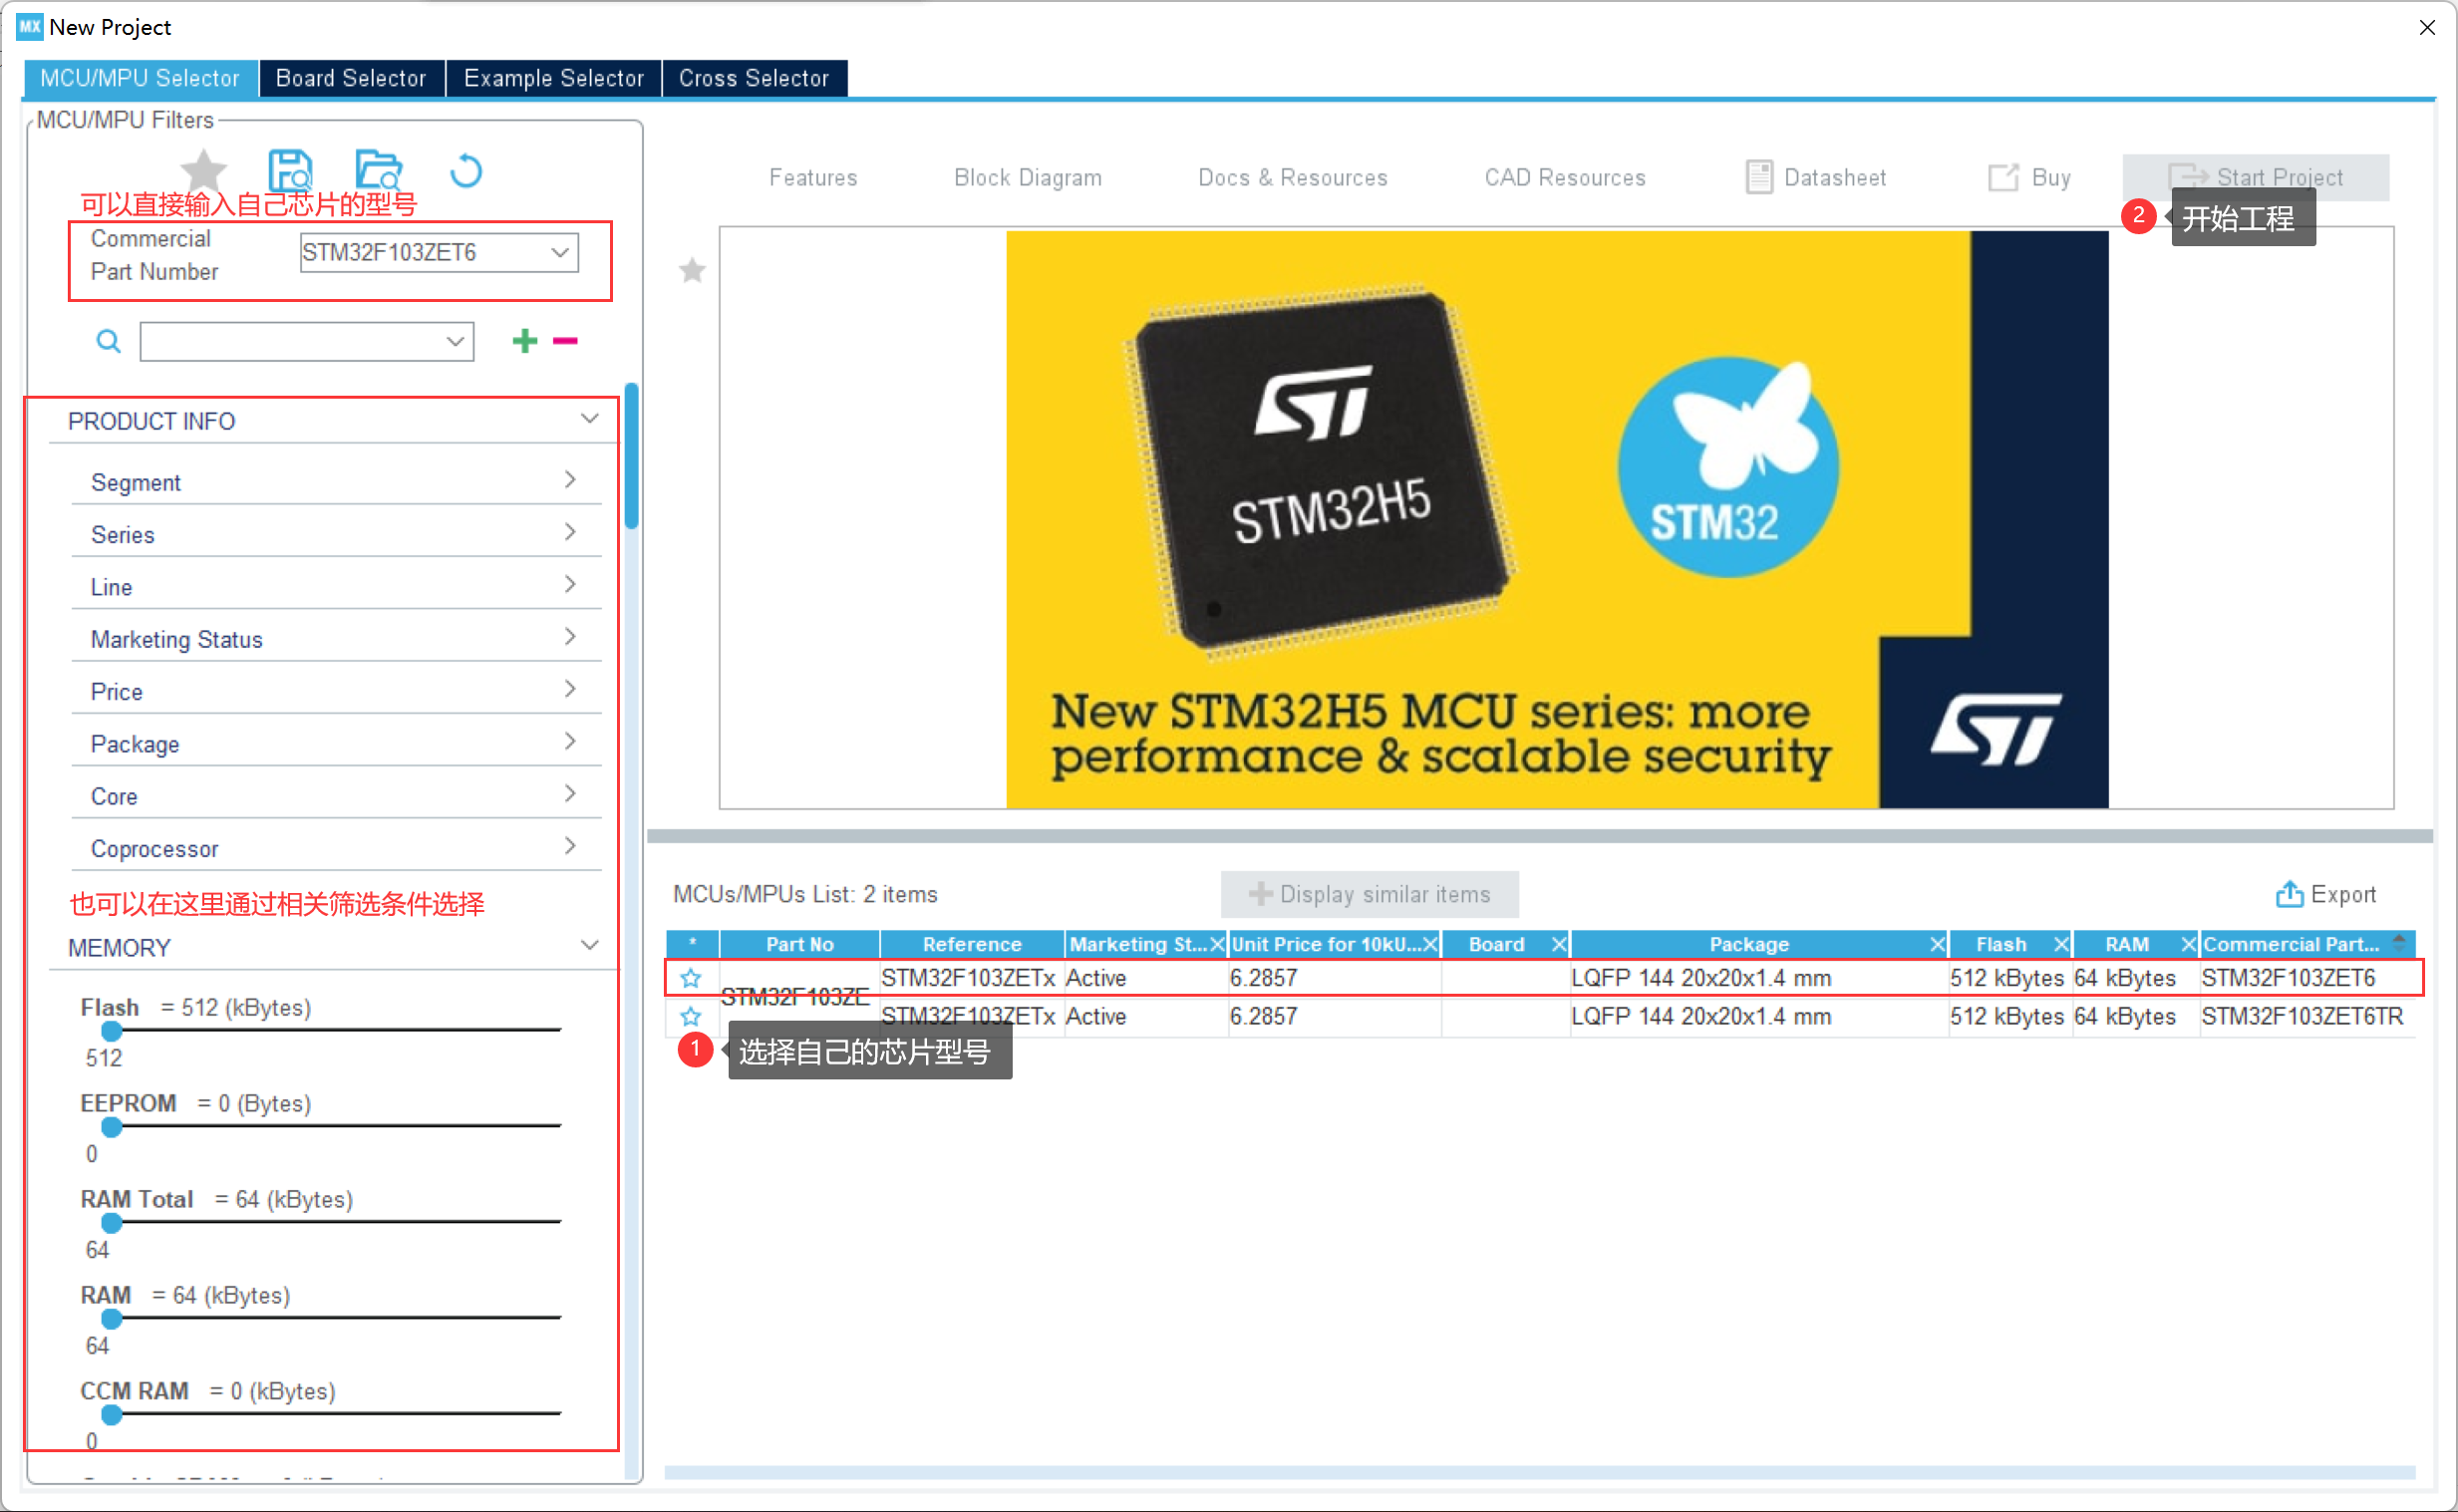 MX New Project
MCU/MPU Selector Board Selector Example Selector Cross Selector
MCU/MPU Filters
可以直接输入自己芯片的型号
Commercial
Part Number
STM32F103ZET6
PRODUCT INFO
Segment
Series
Line
Marketing Status
Price
Package
Core
Coprocessor
也可以在这里通过相关筛选条件选择
MEMORY
Flash = 512 (kBytes)
512
EEPROM = 0 (Bytes)
0
RAM Total = 64 (kBytes)
64
RAM = 64 (kBytes)
64
CCM RAM = 0 (kBytes)
0
Features Block Diagram Docs & Resources CAD Resources Datasheet Buy Start Project
2 开始工程
ST
STM32H5
STM32
New STM32H5 MCU series: more
performance & scalable security
ST
MCUs/MPUs List: 2 items
Display similar items
Export
* Part No Reference Marketing St... Unit Price for 10kU... Board Package Flash RAM Commercial Part...
STM32F103ZE STM32F103ZETx Active 6.2857 LQFP 144 20x20x1.4 mm 512 kBytes 64 kBytes STM32F103ZET6
STM32F103ZETx Active 6.2857 LQFP 144 20x20x1.4 mm 512 kBytes 64 kBytes STM32F103ZET6TR
1 选择自己的芯片型号